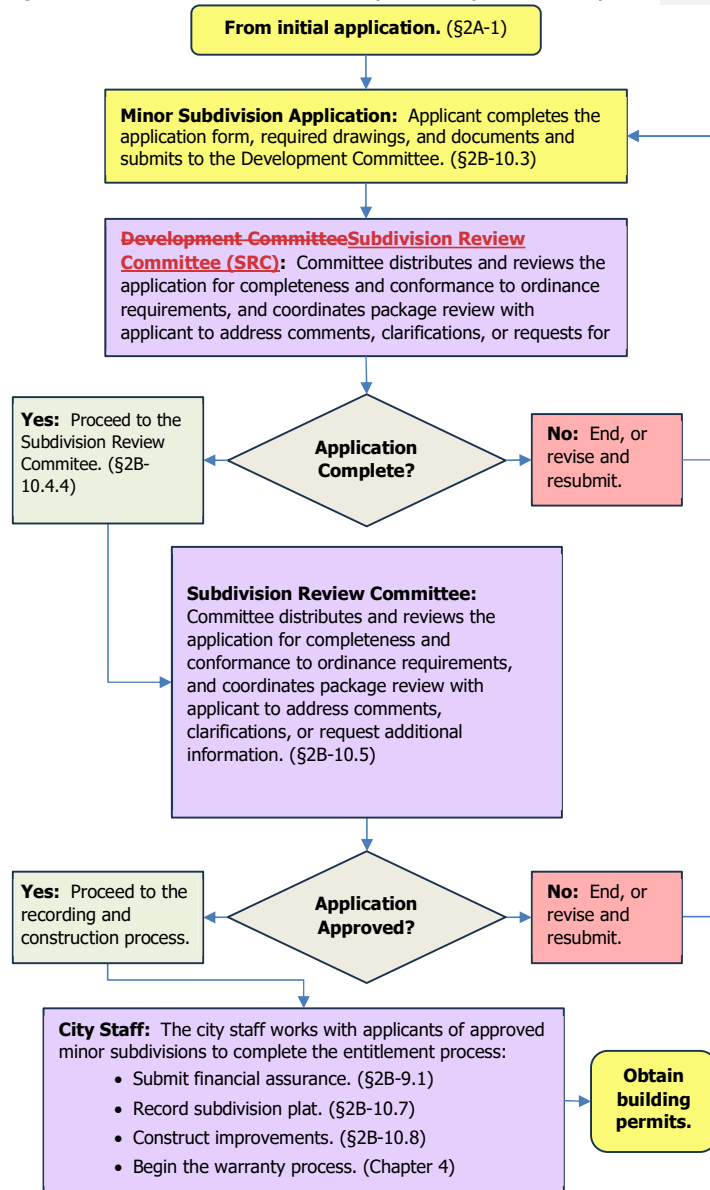 From initial application. (§2A-1)
Minor Subdivision Application: Applicant completes the
application form, required drawings, and documents and
submits to the Development Committee. (§2B-10.3)
Development CommitteeSubdivision Review
Committee (SRC): Committee distributes and reviews the
application for completeness and conformance to ordinance
requirements, and coordinates package review with
applicant to address comments, clarifications, or requests for
Yes: Proceed to the
Subdivision Review
Commitee. (§2B-
10.4.4)
Application
Complete?
No: End, or
revise and
resubmit.
Subdivision Review Committee:
Committee distributes and reviews the
application for completeness and
conformance to ordinance requirements,
and coordinates package review with
applicant to address comments,
clarifications, or request additional
information. (§2B-10.5)
Yes: Proceed to the
recording and
construction process.
Application
Approved?
No: End, or
revise and
resubmit.
City Staff: The city staff works with applicants of approved
minor subdivisions to complete the entitlement process:
• Submit financial assurance. (§2B-9.1)
• Record subdivision plat. (§2B-10.7)
• Construct improvements. (§2B-10.8)
• Begin the warranty process. (Chapter 4)
Obtain
building
permits.